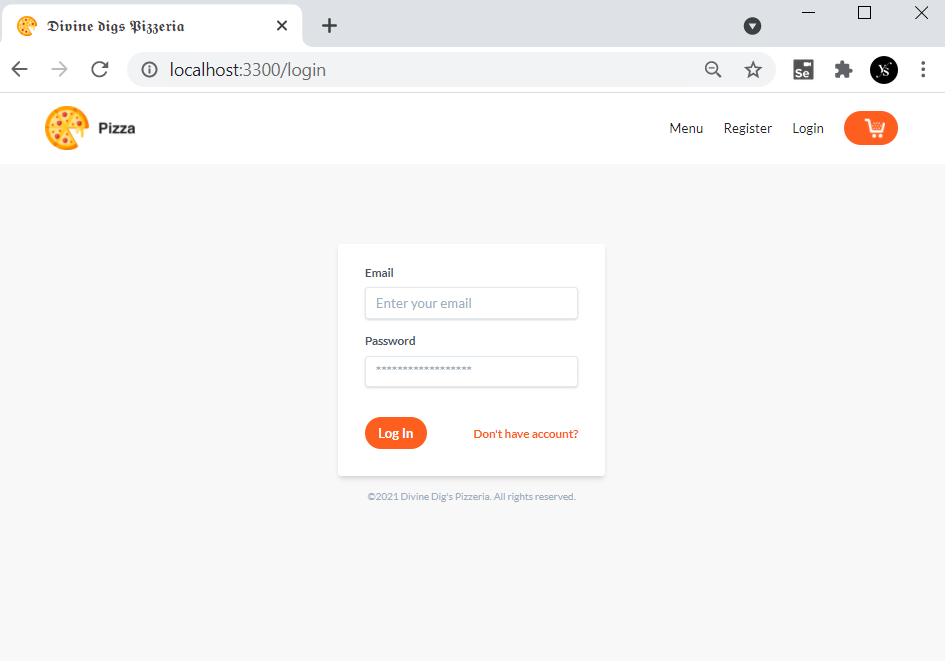 Divine digs Pizzeria
localhost:3300/login
Se
ys
Pizza
Menu Register Login
Email
Enter your email
Password
******************
Log In Don't have account?
©2021 Divine Dig's Pizzeria. All rights reserved.